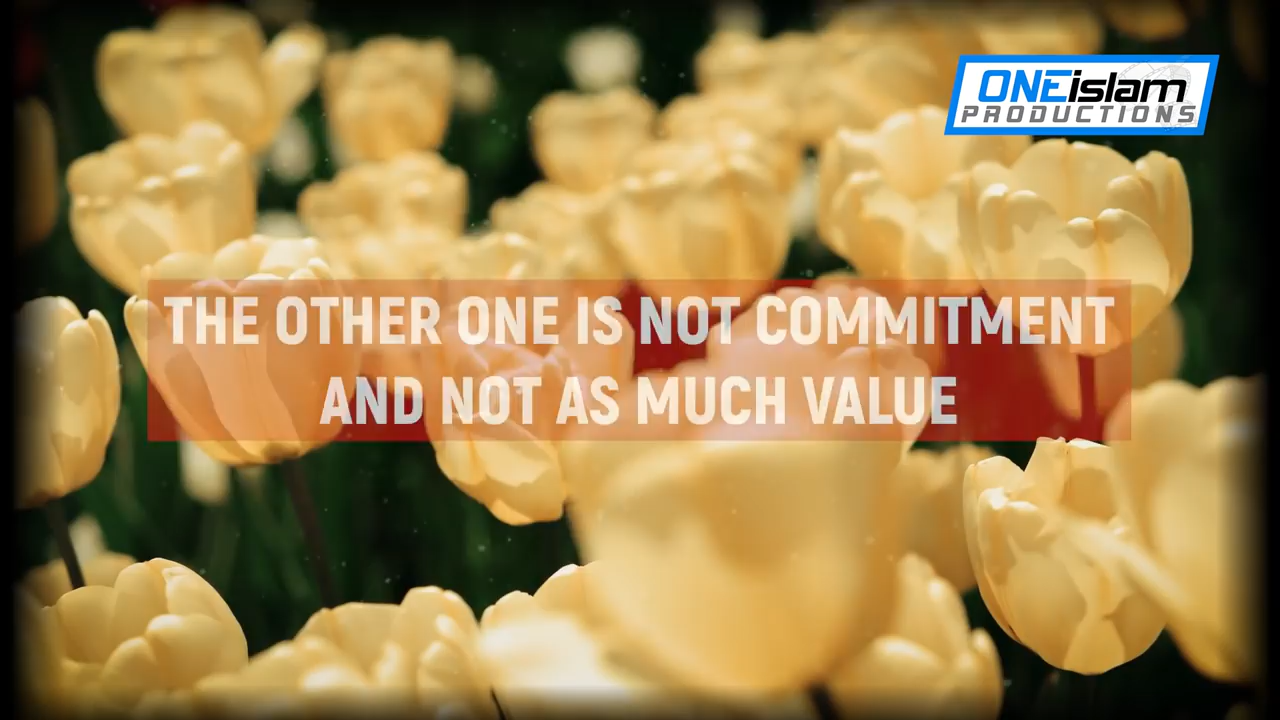 ONEislam
PRODUCTIONS
THE OTHER ONE IS NOT COMMITMENT
AND NOT AS MUCH VALUE